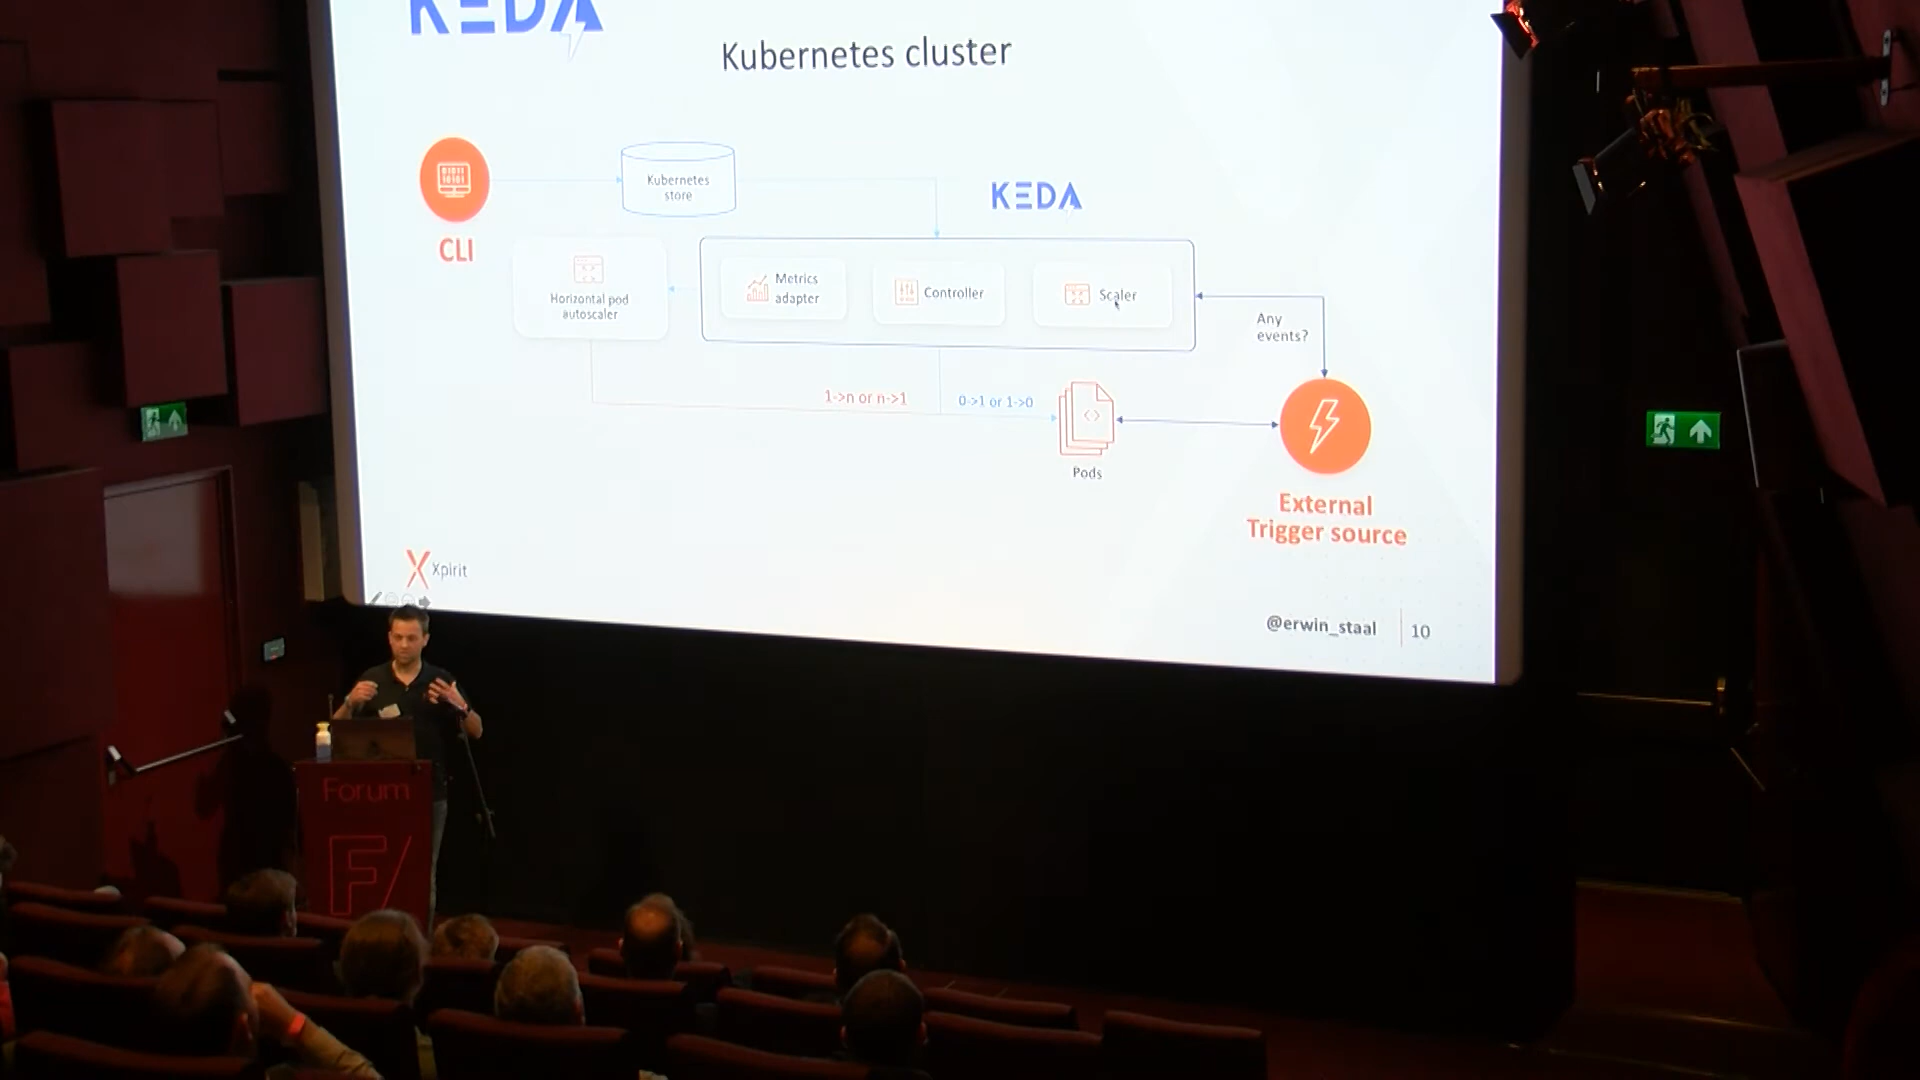 KEDA
Kubernetes cluster
Kubernetes
store
KEDA
CLI
Horizontal pod
autoscaler
Metrics
adapter
Controller
Scaler
Any
events?
1->n or n->1
0->1 or 1->0
Pods
External
Trigger source
Xpirit
@erwin_staal
10
Forum
F/